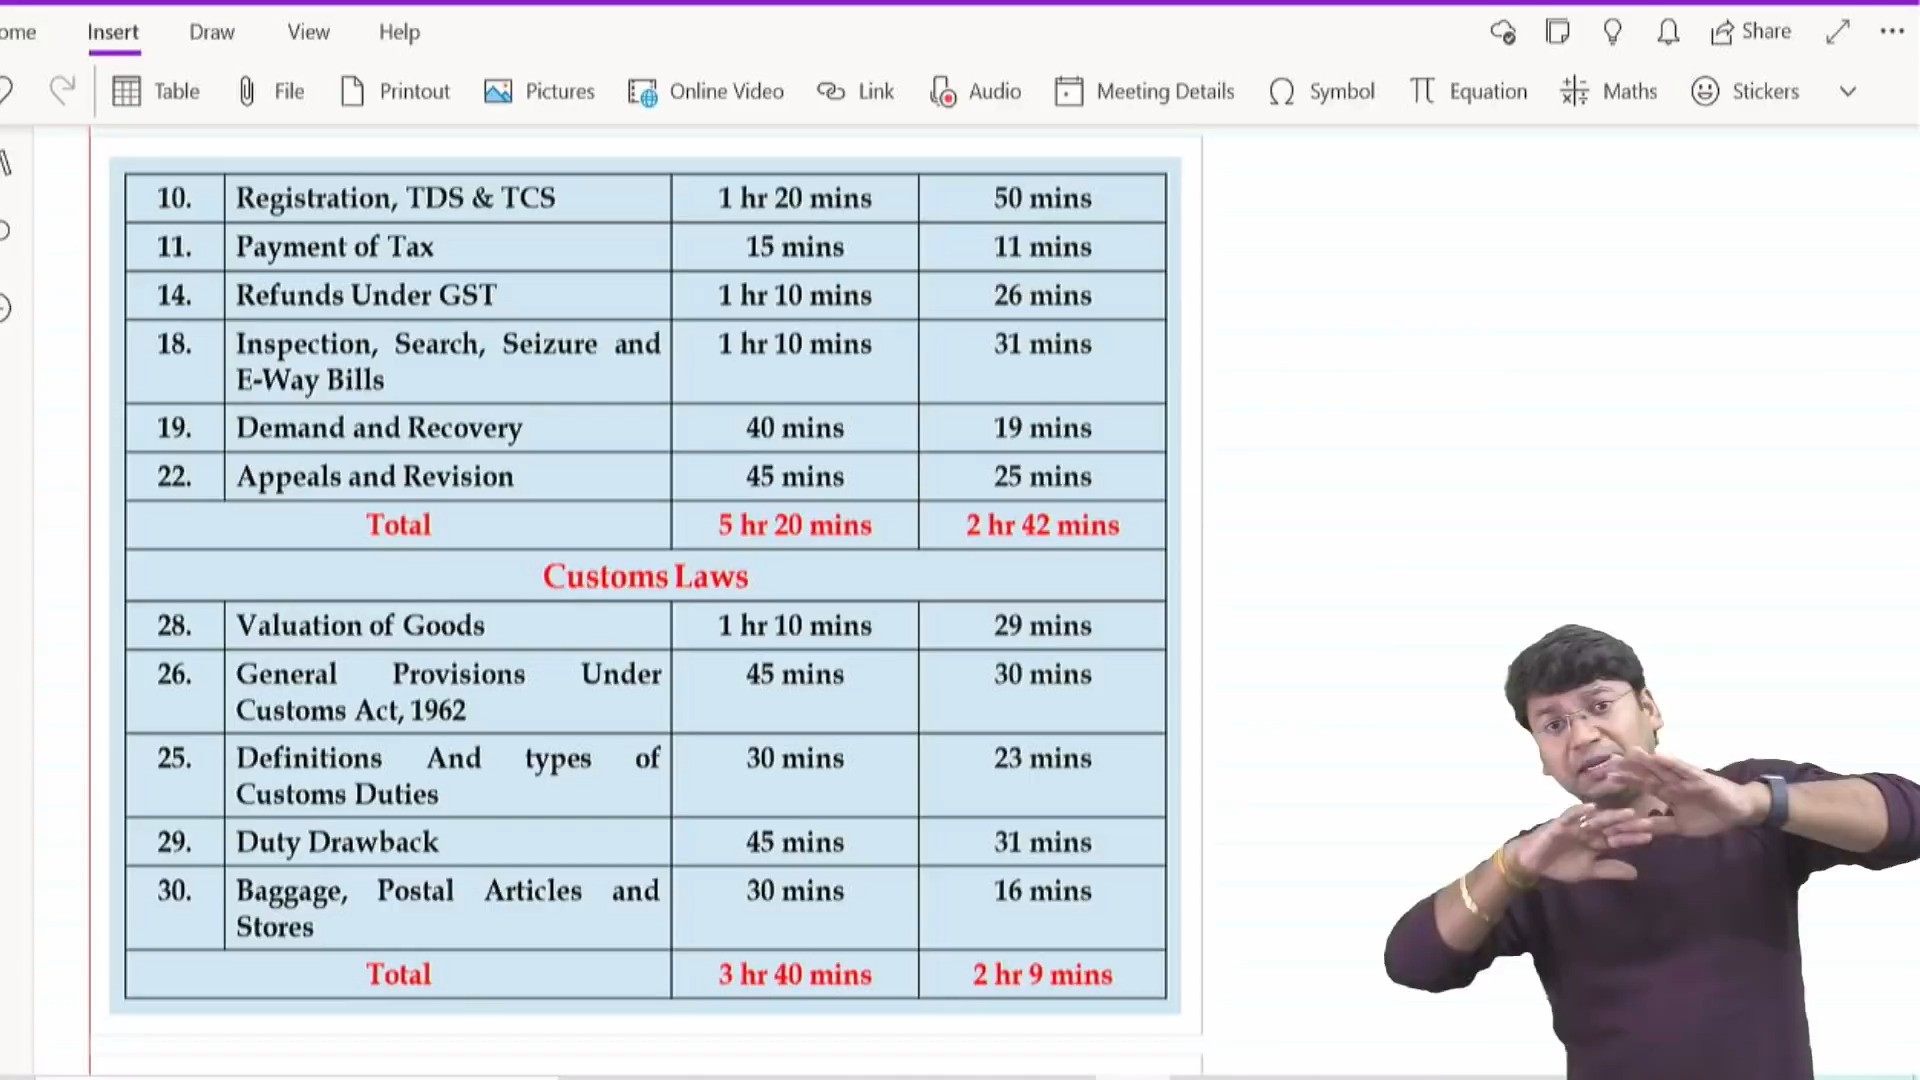 ome Insert Draw View Help Share
Table File Printout Pictures Online Video Link Audio Meeting Details Symbol Equation Maths Stickers
10. Registration, TDS & TCS 1 hr 20 mins 50 mins
11. Payment of Tax 15 mins 11 mins
14. Refunds Under GST 1 hr 10 mins 26 mins
18. Inspection, Search, Seizure and 1 hr 10 mins 31 mins
E-Way Bills
19. Demand and Recovery 40 mins 19 mins
22. Appeals and Revision 45 mins 25 mins
Total 5 hr 20 mins 2 hr 42 mins
Customs Laws
28. Valuation of Goods 1 hr 10 mins 29 mins
26. General Provisions Under 45 mins 30 mins
Customs Act, 1962
25. Definitions And types of 30 mins 23 mins
Customs Duties
29. Duty Drawback 45 mins 31 mins
30. Baggage, Postal Articles and 30 mins 16 mins
Stores
Total 3 hr 40 mins 2 hr 9 mins